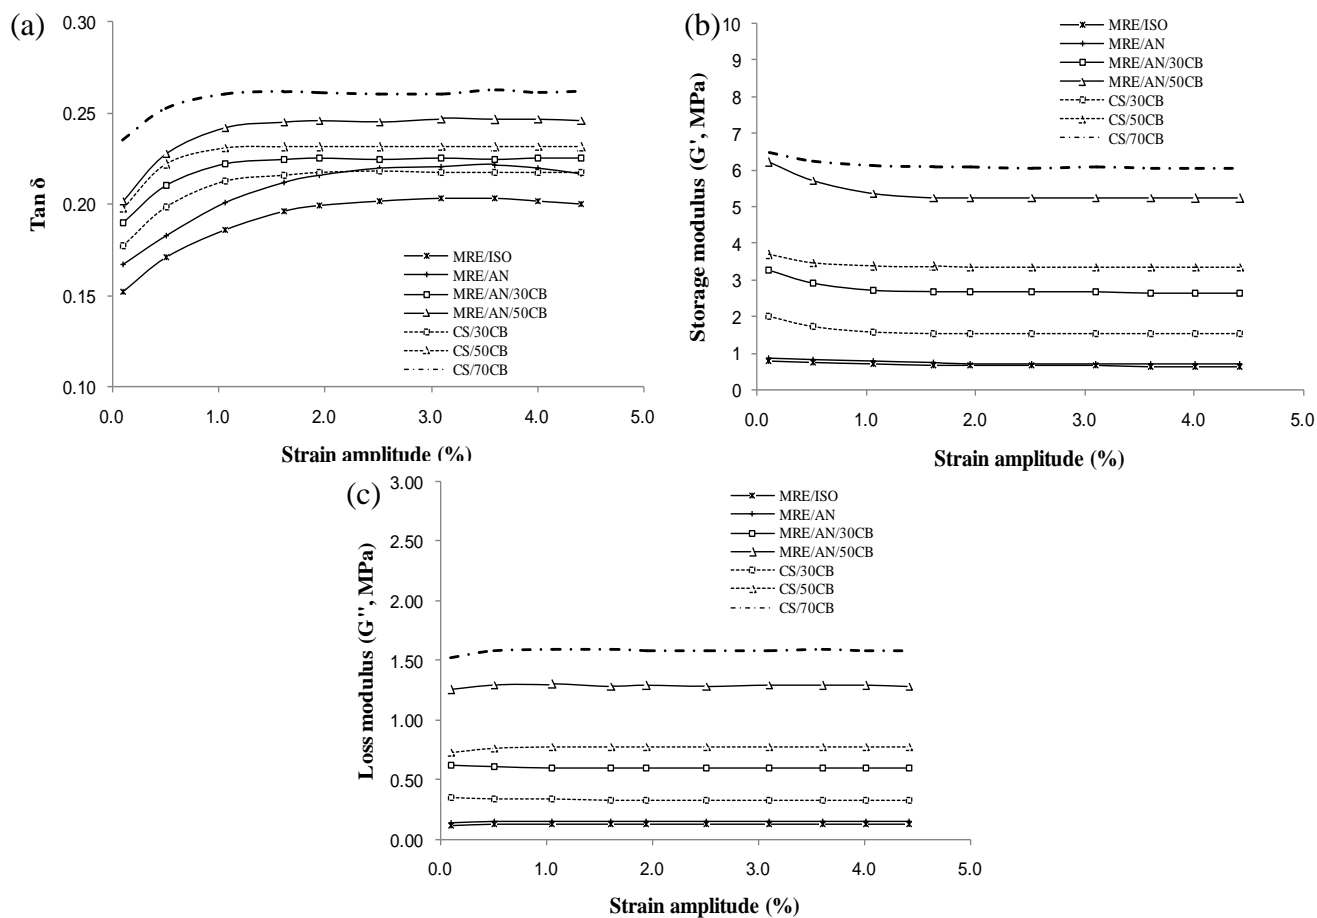 (a)
Tan δ
0.30
0.25
0.20
0.15
0.10
0.0 1.0 2.0 3.0 4.0 5.0
Strain amplitude (%)
MRE/ISO
MRE/AN
MRE/AN/30CB
MRE/AN/50CB
CS/30CB
CS/50CB
CS/70CB
(b)
Storage modulus (G', MPa)
10
9
8
7
6
5
4
3
2
1
0
0.0 1.0 2.0 3.0 4.0 5.0
Strain amplitude (%)
MRE/ISO
MRE/AN
MRE/AN/30CB
MRE/AN/50CB
CS/30CB
CS/50CB
CS/70CB
(c)
Loss modulus (G'', MPa)
3.00
2.50
2.00
1.50
1.00
0.50
0.00
0.0 1.0 2.0 3.0 4.0 5.0
Strain amplitude (%)
MRE/ISO
MRE/AN
MRE/AN/30CB
MRE/AN/50CB
CS/30CB
CS/50CB
CS/70CB